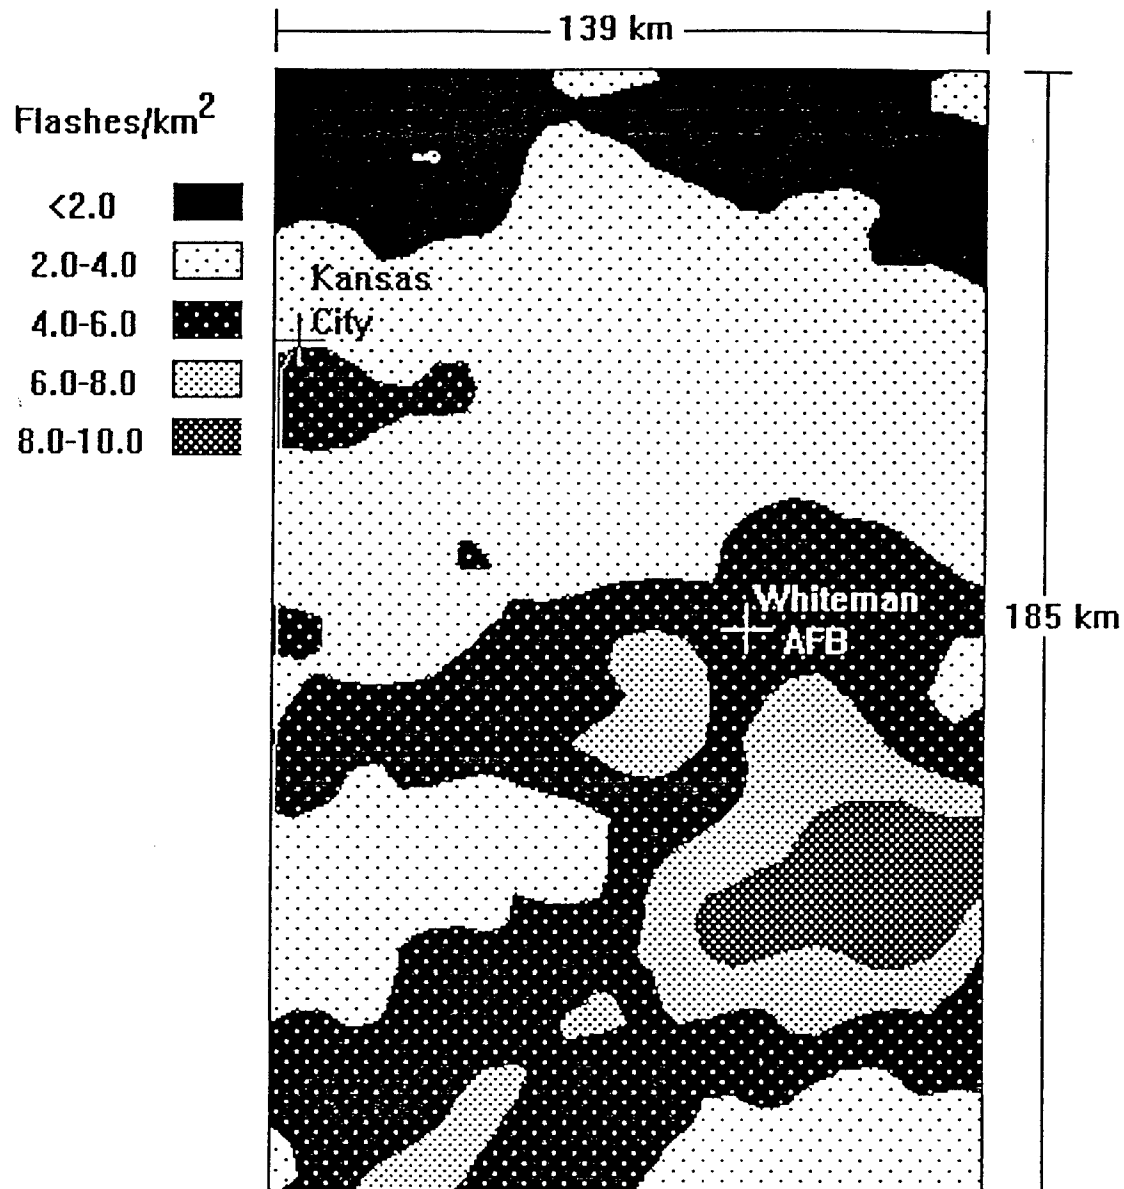 139 km
Flashes/km²
<2.0
2.0-4.0
4.0-6.0
6.0-8.0
8.0-10.0
Kansas
City
Whiteman
AFB
185 km